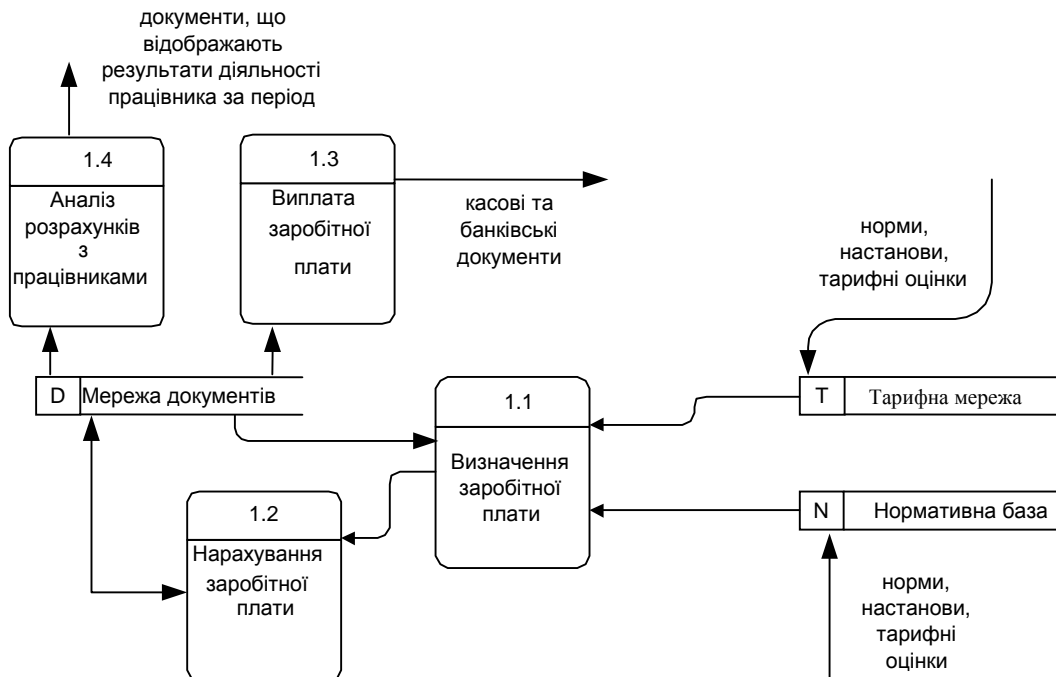 документи, що
відображають
результати діяльності
працівника за період
1.4
Аналіз
розрахунків
з
працівниками
1.3
Виплата
заробітної
плати
касові та
банківські
документи
норми,
настанови,
тарифні оцінки
D Мережа документів
1.1
Визначення
заробітної
плати
T Тарифна мережа
N Нормативна база
1.2
Нарахування
заробітної
плати
норми,
настанови,
тарифні
оцінки